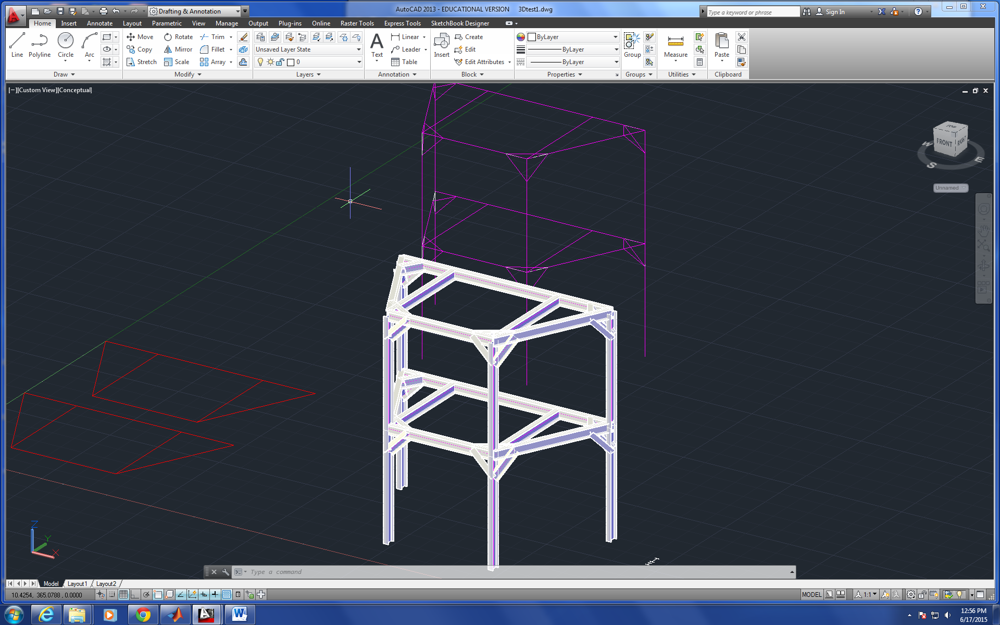 Drafting & Annotation
AutoCAD 2013 - EDUCATIONAL VERSION 3Dtest1.dwg
Type a keyword or phrase
Sign In
Home Insert Annotate Layout Parametric View Manage Output Plug-ins Online Raster Tools Express Tools SketchBook Designer
Line Polyline Circle Arc
Move Rotate Trim
Copy Mirror Fillet
Stretch Scale Array
Unsaved Layer State
0
Text
Linear
Leader
Table
Insert
Create
Edit
Edit Attributes
ByLayer
ByLayer
ByLayer
Group
Measure
Paste
Draw Modify Layers Annotation Block Properties Groups Utilities Clipboard
[−][Custom View][Conceptual]
TOP
FRONT RIGHT
W S E
Unnamed
Z
Y
X
Type a command
Model Layout1 Layout2
10.4254, 365.0788 , 0.0000
MODEL
1:1
12:56 PM
6/17/2015